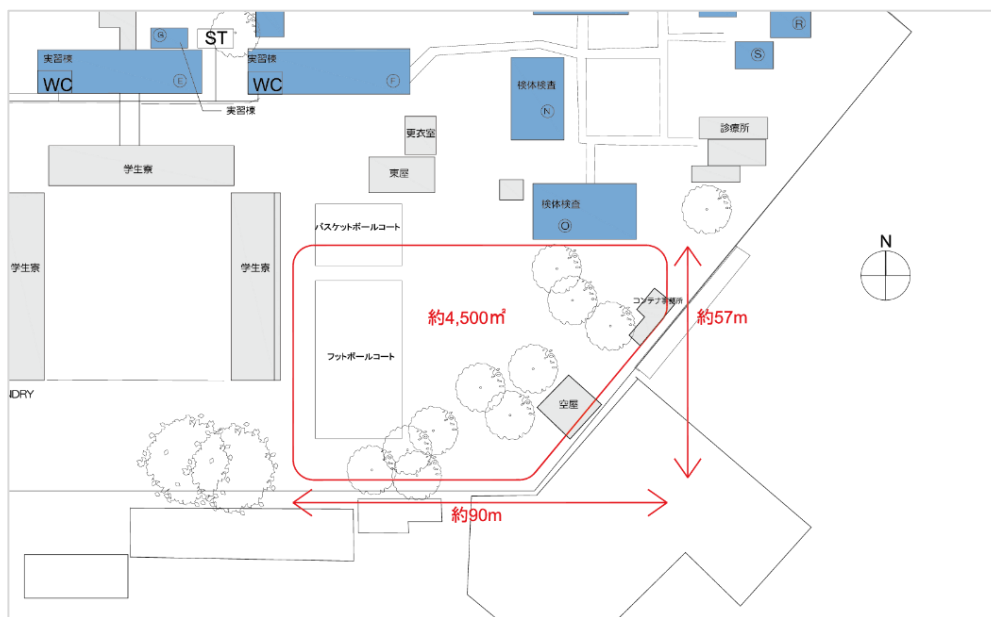 Ⓖ
ST
Ⓡ
実習棟
WC
Ⓔ
実習棟
WC
Ⓕ
Ⓢ
検体検査
Ⓝ
実習棟
更衣室
診療所
学生寮
東屋
検体検査
Ⓞ
バスケットボールコート
学生寮
学生寮
N
コンテナ事務所
約4,500㎡
約57m
フットボールコート
NDRY
空屋
約90m